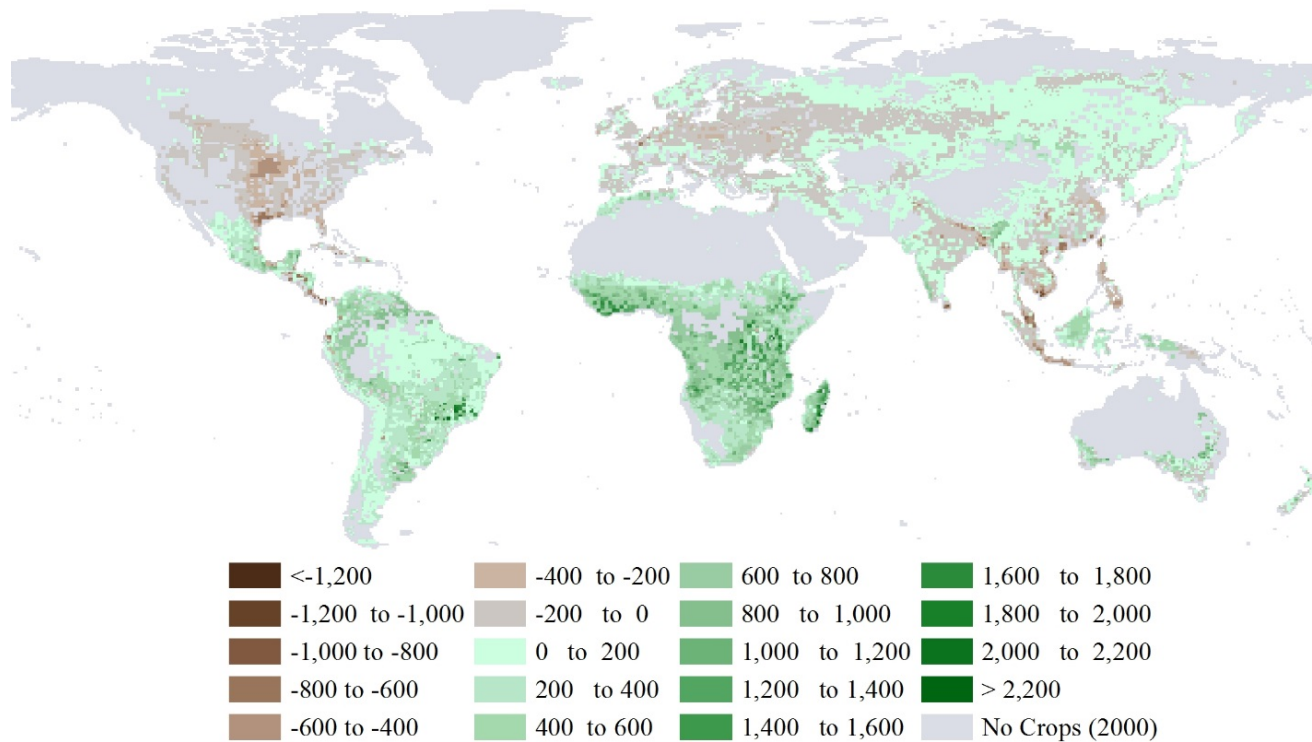 <-1,200
-1,200 to -1,000
-1,000 to -800
-800 to -600
-600 to -400
-400 to -200
-200 to 0
0 to 200
200 to 400
400 to 600
600 to 800
800 to 1,000
1,000 to 1,200
1,200 to 1,400
1,400 to 1,600
1,600 to 1,800
1,800 to 2,000
2,000 to 2,200
> 2,200
No Crops (2000)